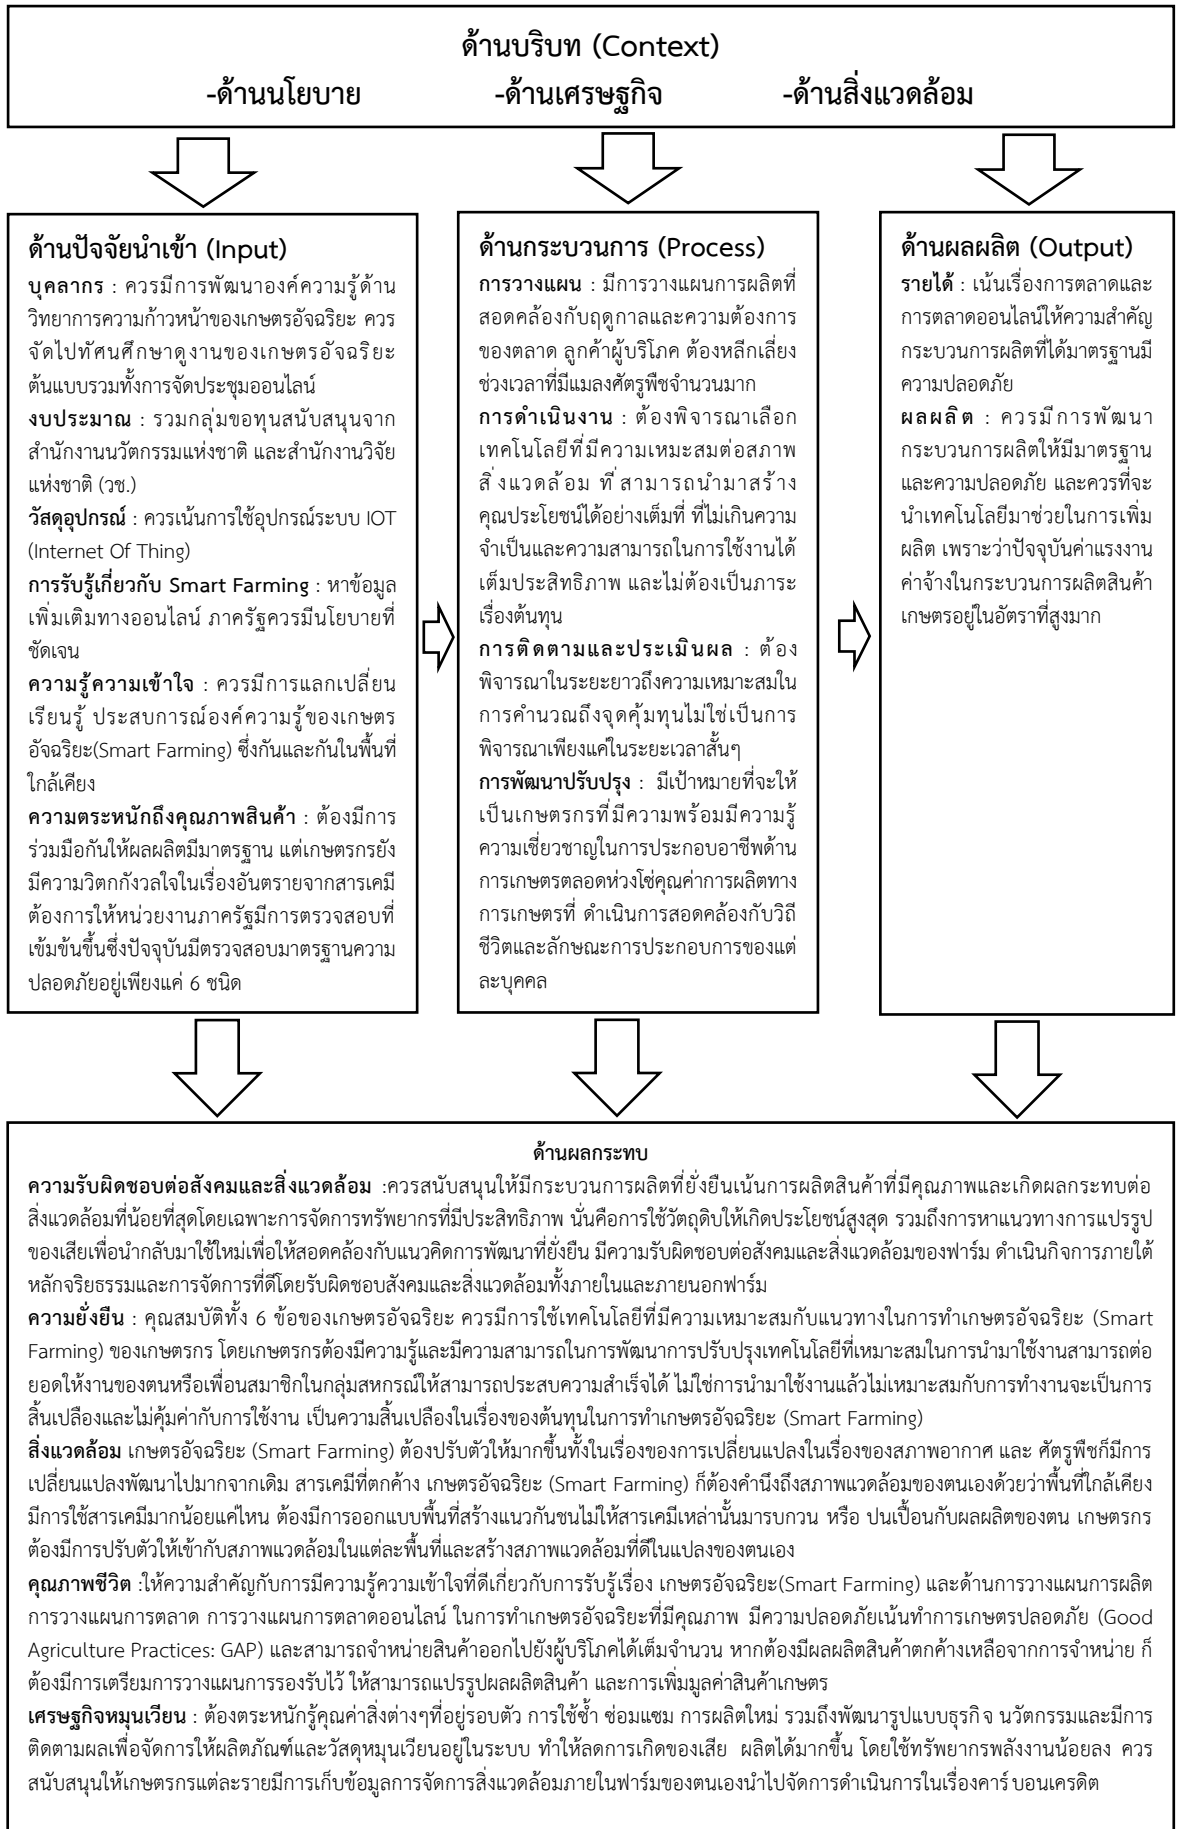 ด้านบริบท (Context)
-ด้านนโยบาย -ด้านเศรษฐกิจ -ด้านสิ่งแวดล้อม
ด้านปัจจัยนำเข้า (Input)
บุคลากร : ควรมีการพัฒนาองค์ความรู้ด้าน
วิทยาการความก้าวหน้าของเกษตรอัจฉริยะ ควร
จัดไปทัศนศึกษาดูงานของเกษตรอัจฉริยะ
ต้นแบบรวมทั้งการจัดประชุมออนไลน์
งบประมาณ : รวมกลุ่มขอทุนสนับสนุนจาก
สำนักงานนวัตกรรมแห่งชาติ และสำนักงานวิจัย
แห่งชาติ (วช.)
วัสดุอุปกรณ์ : ควรเน้นการใช้อุปกรณ์ระบบ IOT
(Internet Of Thing)
การรับรู้เกี่ยวกับ Smart Farming : หาข้อมูล
เพิ่มเติมทางออนไลน์ ภาครัฐควรมีนโยบายที่
ชัดเจน
ความรู้ความเข้าใจ : ควรมีการแลกเปลี่ยน
เรียนรู้ ประสบการณ์องค์ความรู้ของเกษตร
อัจฉริยะ(Smart Farming) ซึ่งกันและกันในพื้นที่
ใกล้เคียง
ความตระหนักถึงคุณภาพสินค้า : ต้องมีการ
ร่วมมือกันให้ผลผลิตมีมาตรฐาน แต่เกษตรกรยัง
มีความวิตกกังวลใจในเรื่องอันตรายจากสารเคมี
ต้องการให้หน่วยงานภาครัฐมีการตรวจสอบที่
เข้มข้นขึ้นซึ่งปัจจุบันมีตรวจสอบมาตรฐานความ
ปลอดภัยอยู่เพียงแค่ 6 ชนิด
ด้านกระบวนการ (Process)
การวางแผน : มีการวางแผนการผลิตที่
สอดคล้องกับฤดูกาลและความต้องการ
ของตลาด ลูกค้าผู้บริโภค ต้องหลีกเลี่ยง
ช่วงเวลาที่มีแมลงศัตรูพืชจำนวนมาก
การดำเนินงาน : ต้องพิจารณาเลือก
เทคโนโลยีที่มีความเหมาะสมต่อสภาพ
สิ่งแวดล้อม ที่สามารถนำมาสร้าง
คุณประโยชน์ได้อย่างเต็มที่ ที่ไม่เกินความ
จำเป็นและความสามารถในการใช้งานได้
เต็มประสิทธิภาพ และไม่ต้องเป็นภาระ
เรื่องต้นทุน
การติดตามและประเมินผล : ต้อง
พิจารณาในระยะยาวถึงความเหมาะสมใน
การคำนวณถึงจุดคุ้มทุนไม่ใช่เป็นการ
พิจารณาเพียงแค่ในระยะเวลาสั้นๆ
การพัฒนาปรับปรุง : มีเป้าหมายที่จะให้
เป็นเกษตรกรที่มีความพร้อมมีความรู้
ความเชี่ยวชาญในการประกอบอาชีพด้าน
การเกษตรตลอดห่วงโซ่คุณค่าการผลิตทาง
การเกษตรที่ ดำเนินการสอดคล้องกับวิถี
ชีวิตและลักษณะการประกอบการของแต่
ละบุคคล
ด้านผลผลิต (Output)
รายได้ : เน้นเรื่องการตลาดและ
การตลาดออนไลน์ให้ความสำคัญ
กระบวนการผลิตที่ได้มาตรฐานมี
ความปลอดภัย
ผลผลิต : ควรมีการพัฒนา
กระบวนการผลิตให้มีมาตรฐาน
และความปลอดภัย และควรที่จะ
นำเทคโนโลยีมาช่วยในการเพิ่ม
ผลิต เพราะว่าปัจจุบันค่าแรงงาน
ค่าจ้างในกระบวนการผลิตสินค้า
เกษตรอยู่ในอัตราที่สูงมาก
ด้านผลกระทบ
ความรับผิดชอบต่อสังคมและสิ่งแวดล้อม :ควรสนับสนุนให้มีกระบวนการผลิตที่ยั่งยืนเน้นการผลิตสินค้าที่มีคุณภาพและเกิดผลกระทบต่อ
สิ่งแวดล้อมที่น้อยที่สุดโดยเฉพาะการจัดการทรัพยากรที่มีประสิทธิภาพ นั่นคือการใช้วัตถุดิบให้เกิดประโยชน์สูงสุด รวมถึงการหาแนวทางการแปรรูป
ของเสียเพื่อนำกลับมาใช้ใหม่เพื่อให้สอดคล้องกับแนวคิดการพัฒนาที่ยั่งยืน มีความรับผิดชอบต่อสังคมและสิ่งแวดล้อมของฟาร์ม ดำเนินกิจการภายใต้
หลักจริยธรรมและการจัดการที่ดีโดยรับผิดชอบสังคมและสิ่งแวดล้อมทั้งภายในและภายนอกฟาร์ม
ความยั่งยืน : คุณสมบัติทั้ง 6 ข้อของเกษตรอัจฉริยะ ควรมีการใช้เทคโนโลยีที่มีความเหมาะสมกับแนวทางในการทำเกษตรอัจฉริยะ (Smart
Farming) ของเกษตรกร โดยเกษตรกรต้องมีความรู้และมีความสามารถในการพัฒนาการปรับปรุงเทคโนโลยีที่เหมาะสมในการนำมาใช้งานสามารถต่อ
ยอดให้งานของตนหรือเพื่อนสมาชิกในกลุ่มสหกรณ์ให้สามารถประสบความสำเร็จได้ ไม่ใช่การนำมาใช้งานแล้วไม่เหมาะสมกับการทำงานจะเป็นการ
สิ้นเปลืองและไม่คุ้มค่ากับการใช้งาน เป็นความสิ้นเปลืองในเรื่องของต้นทุนในการทำเกษตรอัจฉริยะ (Smart Farming)
สิ่งแวดล้อม เกษตรอัจฉริยะ (Smart Farming) ต้องปรับตัวให้มากขึ้นทั้งในเรื่องของการเปลี่ยนแปลงในเรื่องของสภาพอากาศ และ ศัตรูพืชก็มีการ
เปลี่ยนแปลงพัฒนาไปมากจากเดิม สารเคมีที่ตกค้าง เกษตรอัจฉริยะ (Smart Farming) ก็ต้องคำนึงถึงสภาพแวดล้อมของตนเองด้วยว่าพื้นที่ใกล้เคียง
มีการใช้สารเคมีมากน้อยแค่ไหน ต้องมีการออกแบบพื้นที่สร้างแนวกันชนไม่ให้สารเคมีเหล่านั้นมารบกวน หรือ ปนเปื้อนกับผลผลิตของตน เกษตรกร
ต้องมีการปรับตัวให้เข้ากับสภาพแวดล้อมในแต่ละพื้นที่และสร้างสภาพแวดล้อมที่ดีในแปลงของตนเอง
คุณภาพชีวิต :ให้ความสำคัญกับการมีความรู้ความเข้าใจที่ดีเกี่ยวกับการรับรู้เรื่อง เกษตรอัจฉริยะ(Smart Farming) และด้านการวางแผนการผลิต
การวางแผนการตลาด การวางแผนการตลาดออนไลน์ ในการทำเกษตรอัจฉริยะที่มีคุณภาพ มีความปลอดภัยเน้นทำการเกษตรปลอดภัย (Good
Agriculture Practices: GAP) และสามารถจำหน่ายสินค้าออกไปยังผู้บริโภคได้เต็มจำนวน หากต้องมีผลผลิตสินค้าตกค้างเหลือจากการจำหน่าย ก็
ต้องมีการเตรียมการวางแผนการรองรับไว้ ให้สามารถแปรรูปผลผลิตสินค้า และการเพิ่มมูลค่าสินค้าเกษตร
เศรษฐกิจหมุนเวียน : ต้องตระหนักรู้คุณค่าสิ่งต่างๆที่อยู่รอบตัว การใช้ซ้ำ ซ่อมแซม การผลิตใหม่ รวมถึงพัฒนารูปแบบธุรกิจ นวัตกรรมและมีการ
ติดตามผลเพื่อจัดการให้ผลิตภัณฑ์และวัสดุหมุนเวียนอยู่ในระบบ ทำให้ลดการเกิดของเสีย ผลิตได้มากขึ้น โดยใช้ทรัพยากรพลังงานน้อยลง ควร
สนับสนุนให้เกษตรกรแต่ละรายมีการเก็บข้อมูลการจัดการสิ่งแวดล้อมภายในฟาร์มของตนเองนำไปจัดการดำเนินการในเรื่องคาร์บอนเครดิต